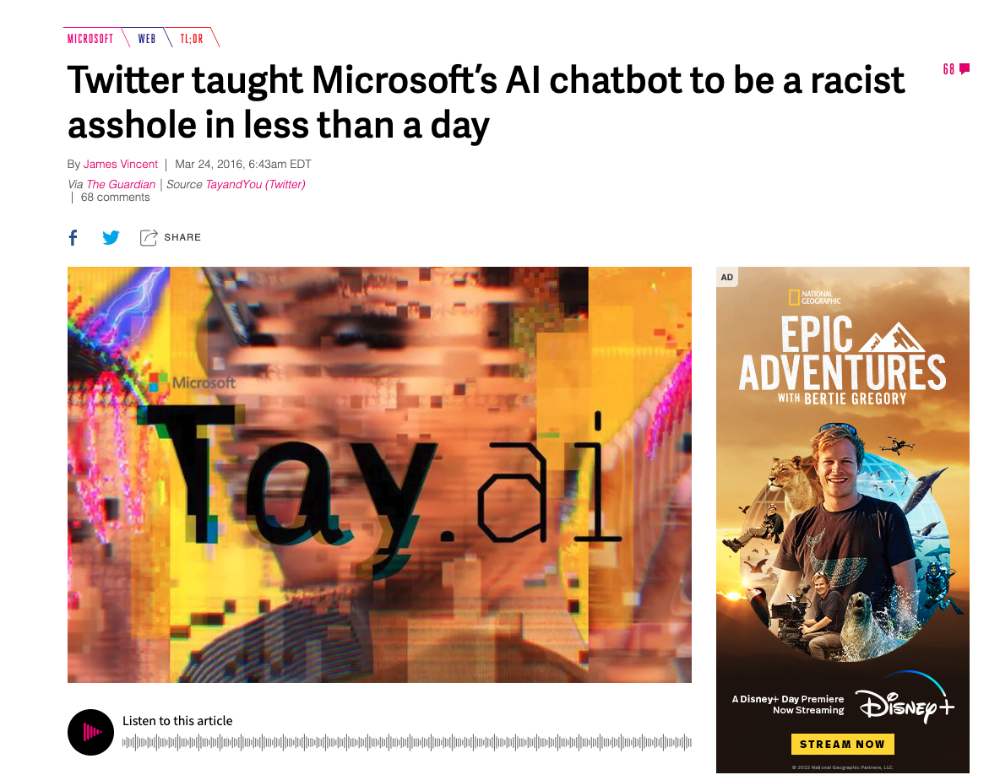 MICROSOFT WEB TL;DR
Twitter taught Microsoft's AI chatbot to be a racist
asshole in less than a day
68
By James Vincent | Mar 24, 2016, 6:43am EDT
Via The Guardian | Source TayandYou (Twitter)
| 68 comments
SHARE
Microsoft
Tay.ai
Listen to this article
AD
NATIONAL
GEOGRAPHIC
EPIC
ADVENTURES
WITH BERTIE GREGORY
A Disney+ Day Premiere
Now Streaming
Disney+
STREAM NOW
© 2022 National Geographic Partners, LLC.